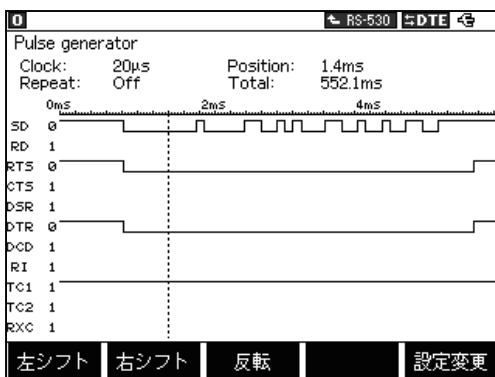 0 RS-530 DTE
Pulse generator
Clock: 20µs Position: 1.4ms
Repeat: Off Total: 552.1ms
0ms 2ms 4ms
SD 0
RD 1
RTS 0
CTS 1
DSR 1
DTR 0
DCD 1
RI 1
TC1 1
TC2 1
RXC 1
左シフト 右シフト 反転 設定変更